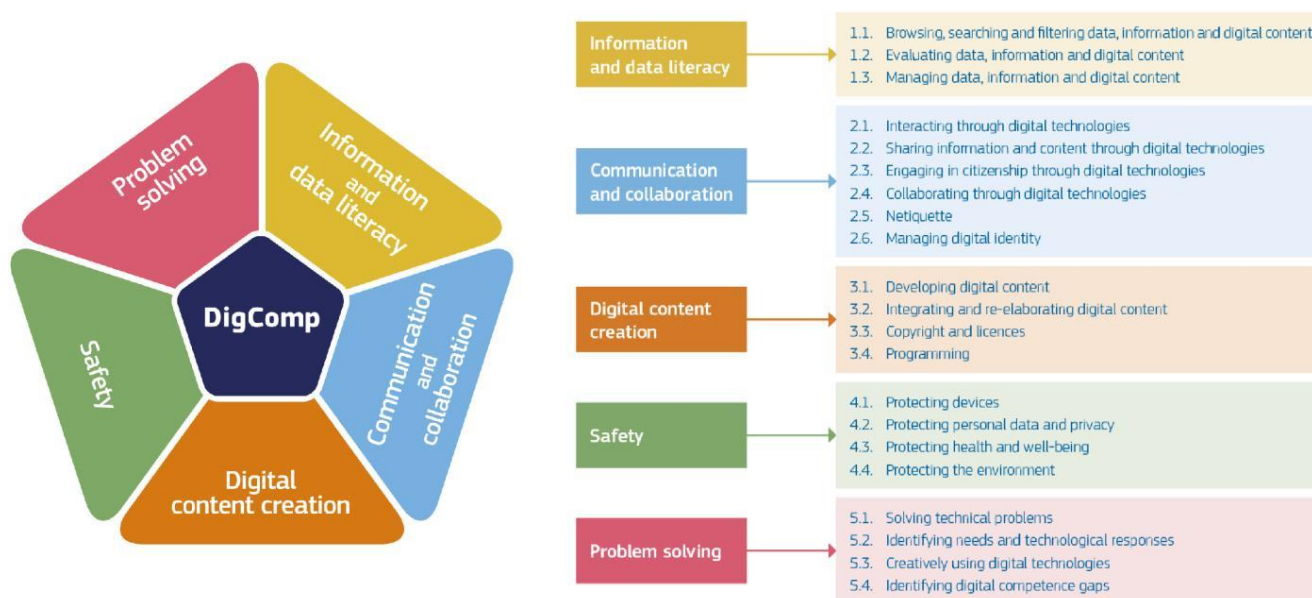 Problem
solving
Information
and
data literacy
DigComp
Safety
Communication
and
collaboration
Digital
content creation
Information
and data literacy
1.1. Browsing, searching and filtering data, information and digital content
1.2. Evaluating data, information and digital content
1.3. Managing data, information and digital content
Communication
and collaboration
2.1. Interacting through digital technologies
2.2. Sharing information and content through digital technologies
2.3. Engaging in citizenship through digital technologies
2.4. Collaborating through digital technologies
2.5. Netiquette
2.6. Managing digital identity
Digital content
creation
3.1. Developing digital content
3.2. Integrating and re-elaborating digital content
3.3. Copyright and licences
3.4. Programming
Safety
4.1. Protecting devices
4.2. Protecting personal data and privacy
4.3. Protecting health and well-being
4.4. Protecting the environment
Problem solving
5.1. Solving technical problems
5.2. Identifying needs and technological responses
5.3. Creatively using digital technologies
5.4. Identifying digital competence gaps